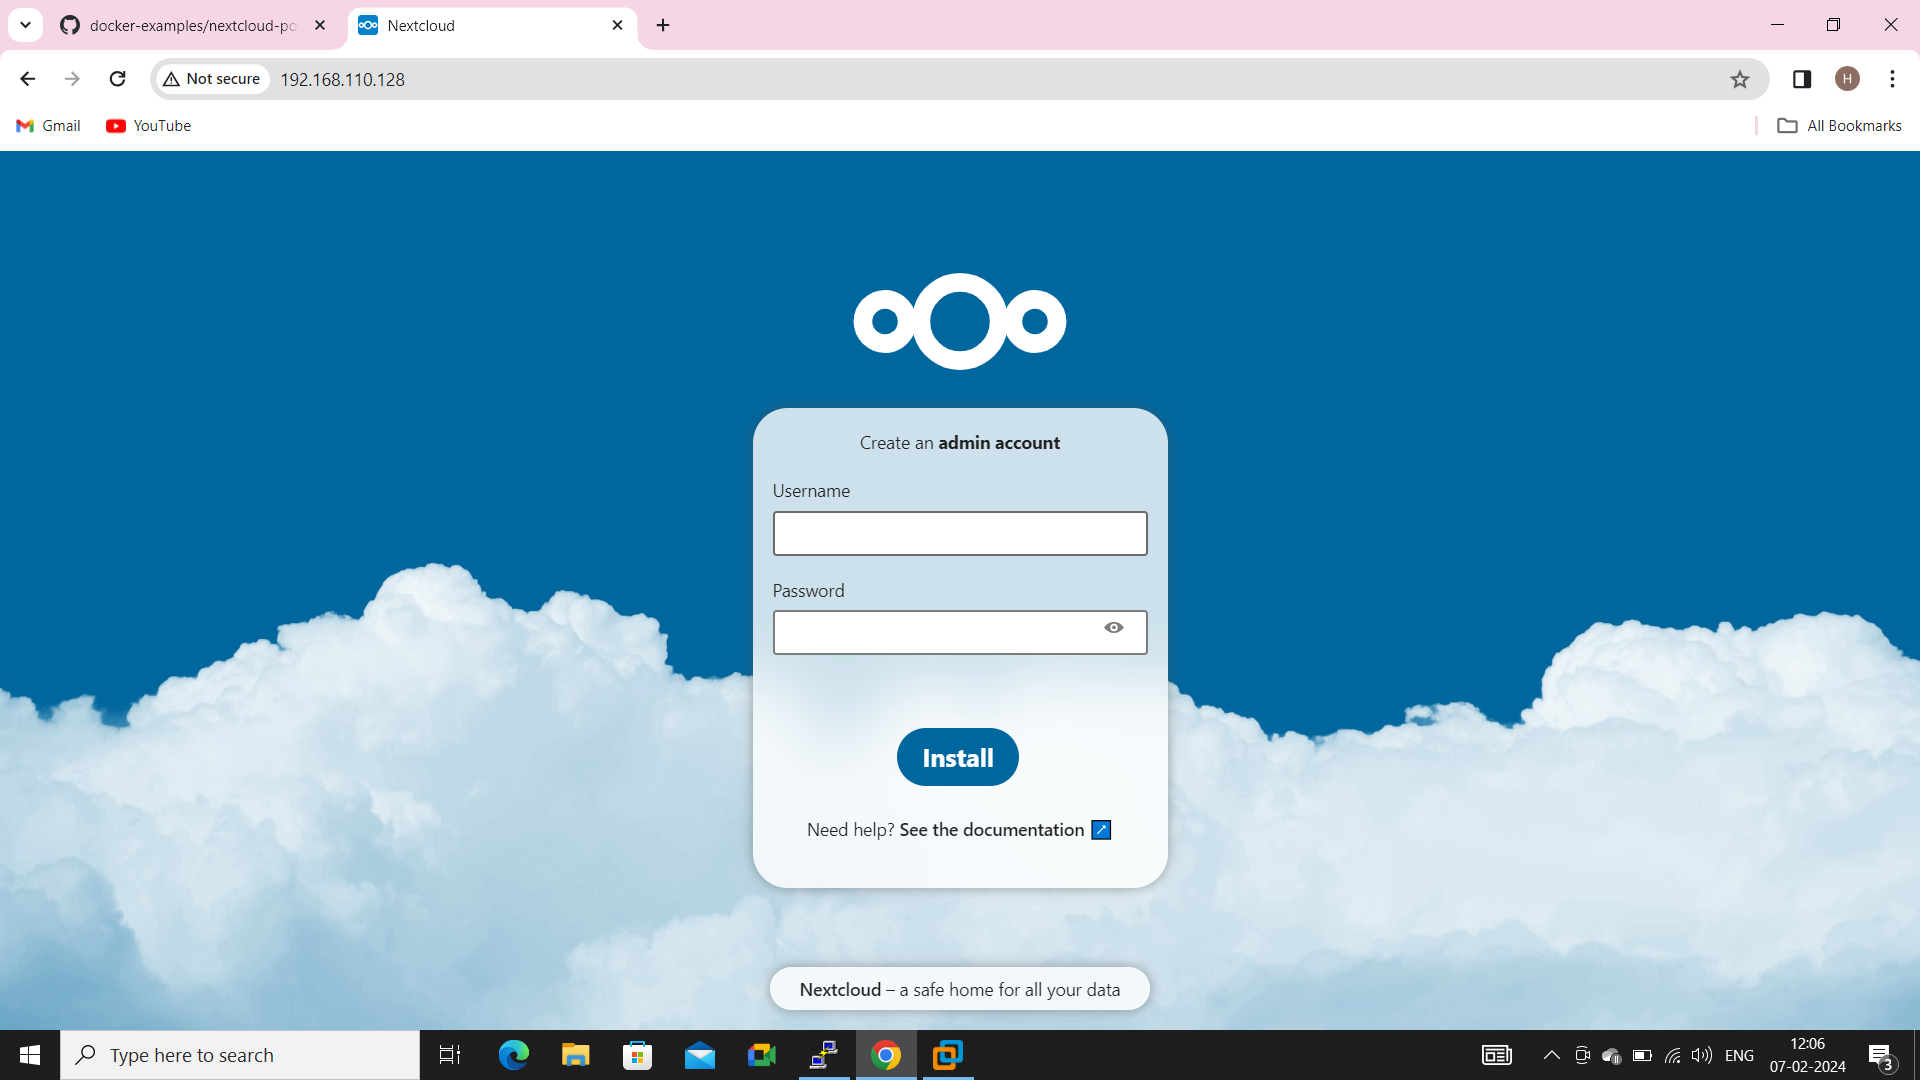 docker-examples/nextcloud-po
Nextcloud
Not secure
192.168.110.128
H
Gmail
YouTube
All Bookmarks
Create an admin account
Username
Password
Install
Need help? See the documentation
Nextcloud – a safe home for all your data
Type here to search
ENG
12:06
07-02-2024
3